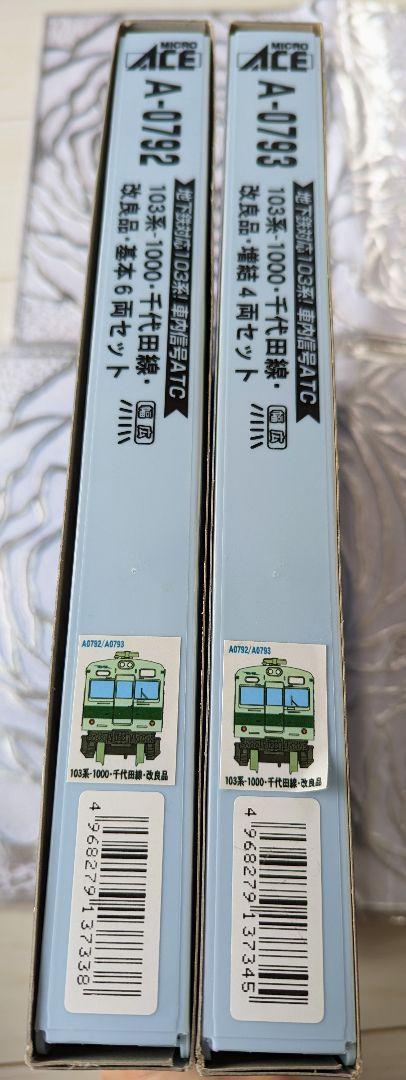 MICRO
ACE
A-0792
地下鉄対応103系！車内信号ATC
103系-1000・千代田線・
改良品・基本6両セット
幅広
A0792/A0793
103系-1000・千代田線・改良品
4 968279 137338
MICRO
ACE
A-0793
地下鉄対応103系！車内信号ATC
103系-1000・千代田線・
改良品・増結4両セット
幅広
A0792/A0793
103系-1000・千代田線・改良品
4 968279 137345